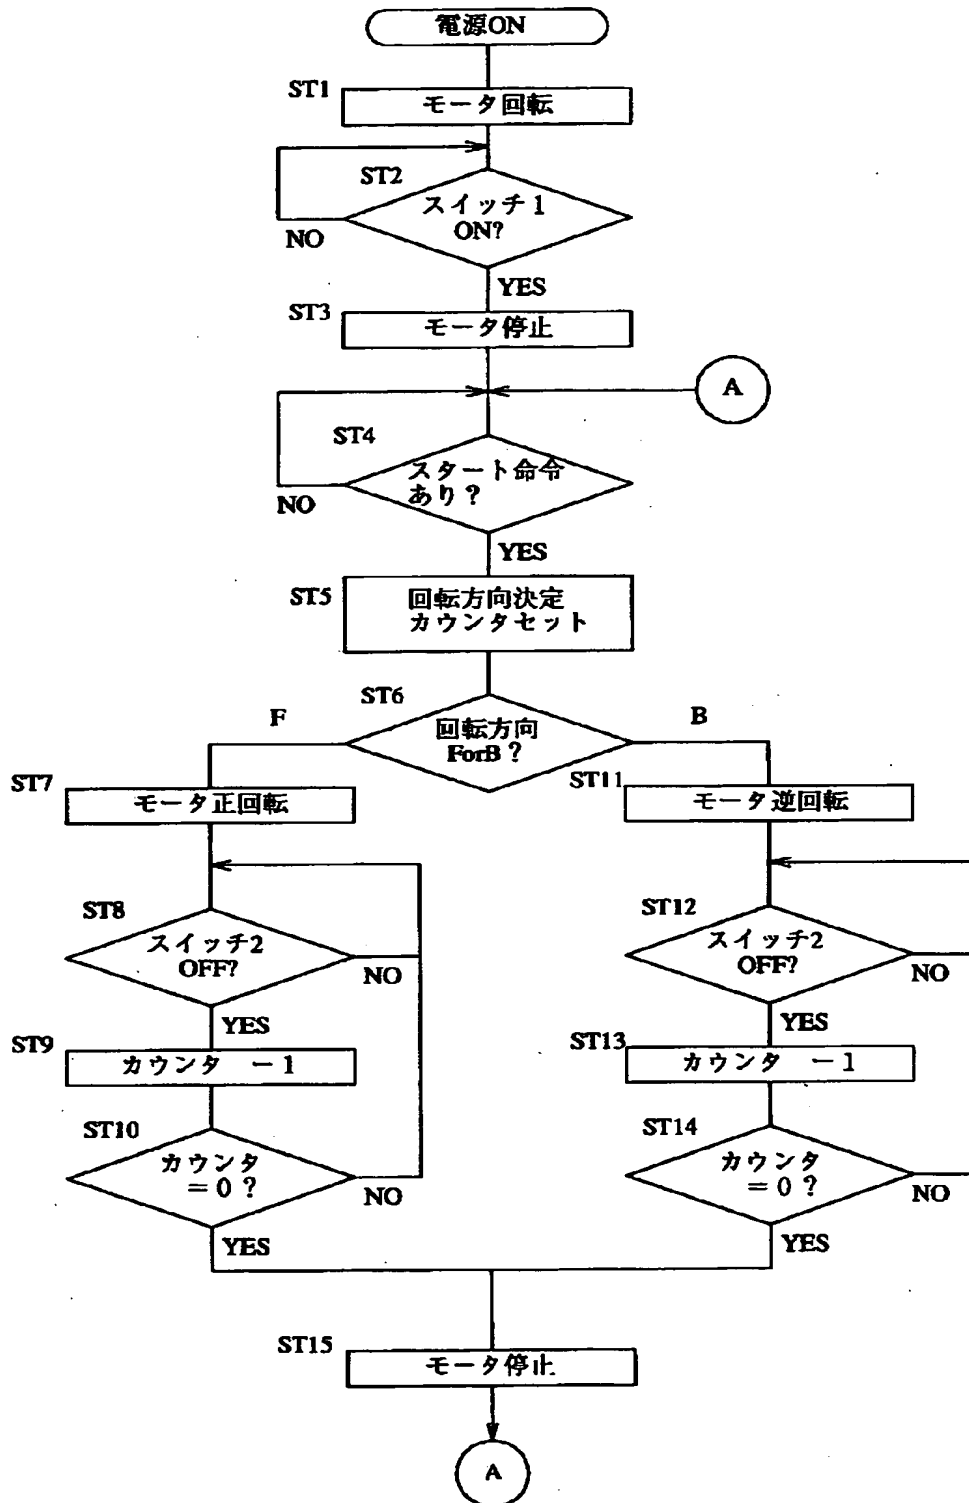 電源ON
ST1
モータ回転
ST2
スイッチ1
ON?
NO
YES
ST3
モータ停止
A
ST4
スタート命令
あり?
NO
YES
ST5
回転方向決定
カウンタセット
ST6
回転方向
ForB?
F
B
ST7
モータ正回転
ST8
スイッチ2
OFF?
NO
YES
ST9
カウンタ －1
ST10
カウンタ
=0?
NO
YES
ST11
モータ逆回転
ST12
スイッチ2
OFF?
NO
YES
ST13
カウンタ －1
ST14
カウンタ
=0?
NO
YES
ST15
モータ停止
A